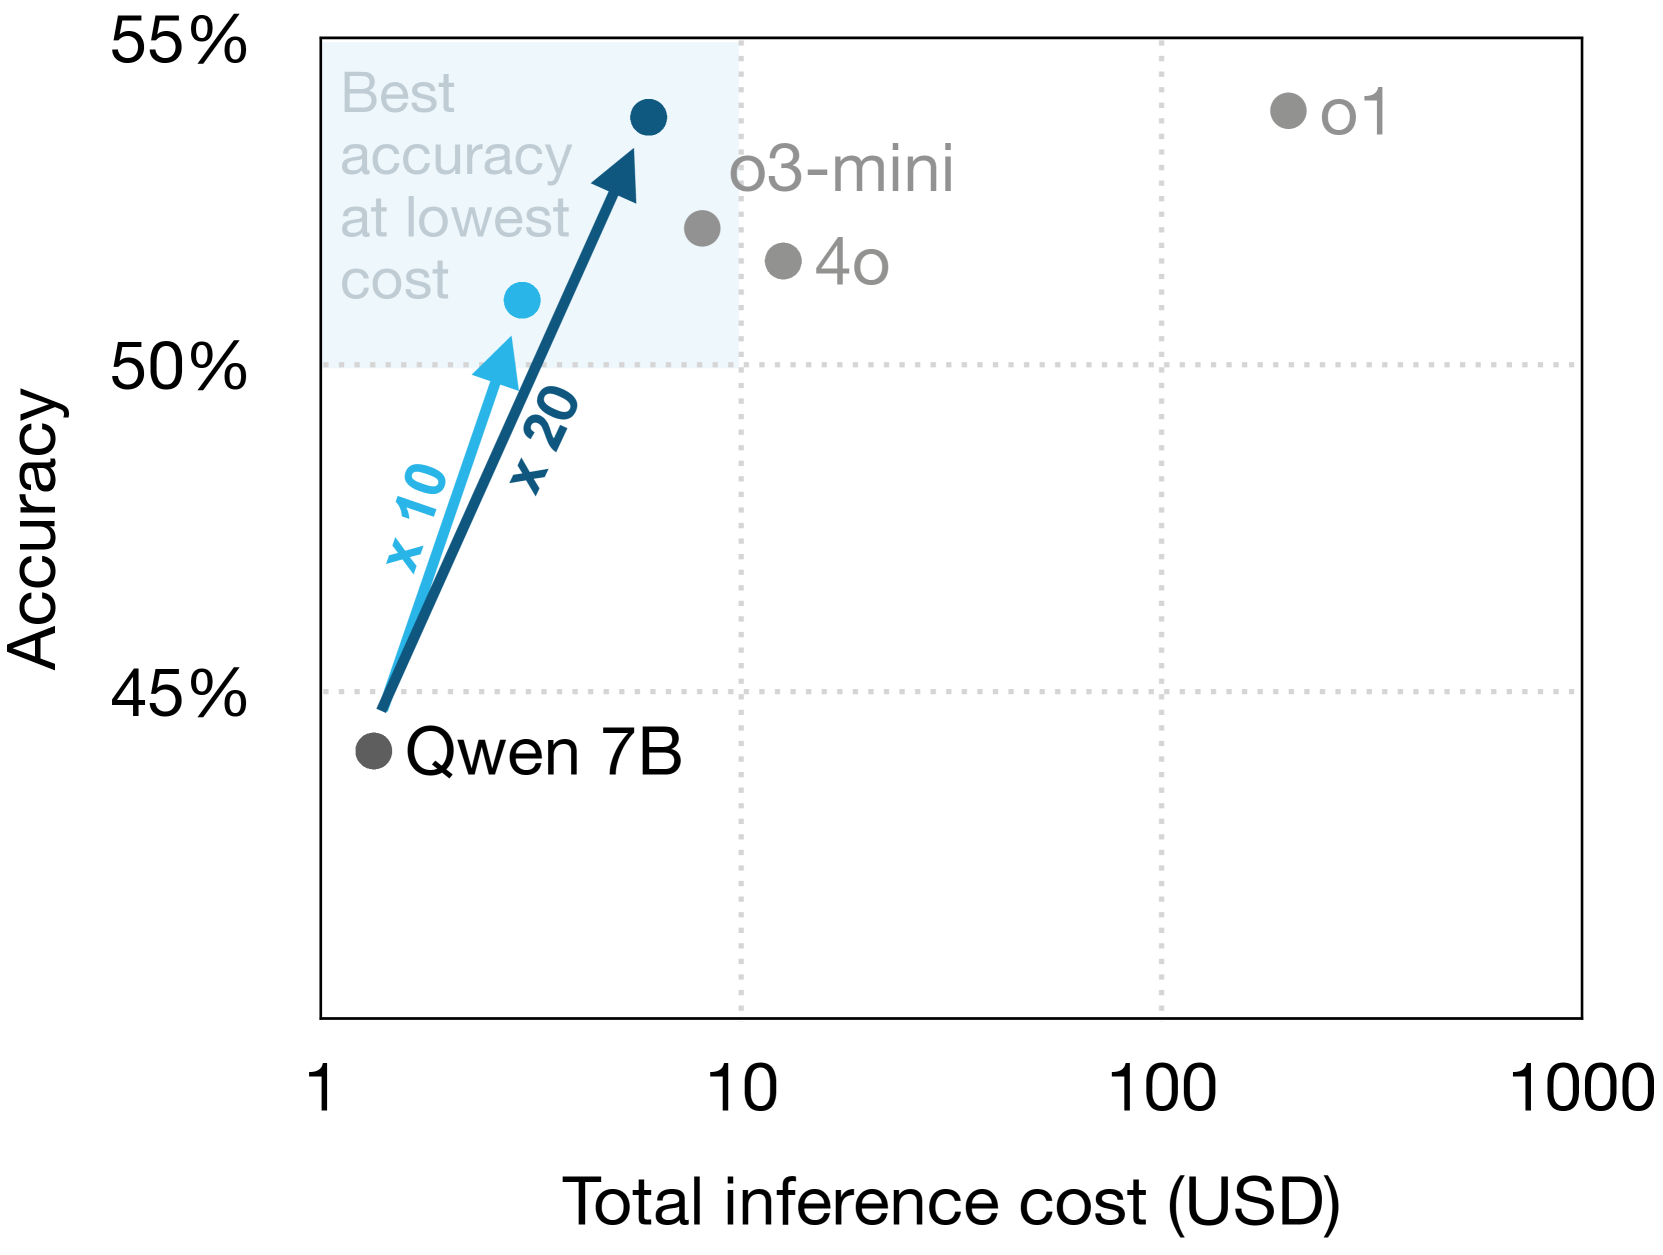 55%
Best
accuracy
at lowest
cost
o1
o3-mini
4o
50%
x 20
x 10
45%
Qwen 7B
Accuracy
1
10
100
1000
Total inference cost (USD)